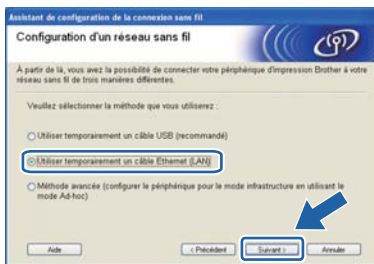 Assistant de configuration de la connexion sans fil
Configuration d'un réseau sans fil
À partir de là, vous avez la possibilité de connecter votre périphérique d'impression Brother à votre
réseau sans fil de trois manières différentes.
Veuillez sélectionner la méthode que vous utiliserez :
Utiliser temporairement un câble USB (recommandé)
Utiliser temporairement un câble Ethernet (LAN)
Méthode avancée (configurer le périphérique pour le mode infrastructure en utilisant le
mode Ad-hoc)
Aide
< Précédent
Suivant >
Annuler